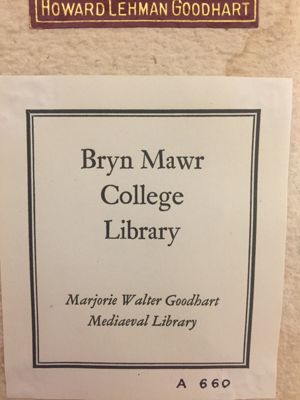 HOWARD LEHMAN GOODHART
Bryn Mawr
College
Library
Marjorie Walter Goodhart
Mediaeval Library
A 660